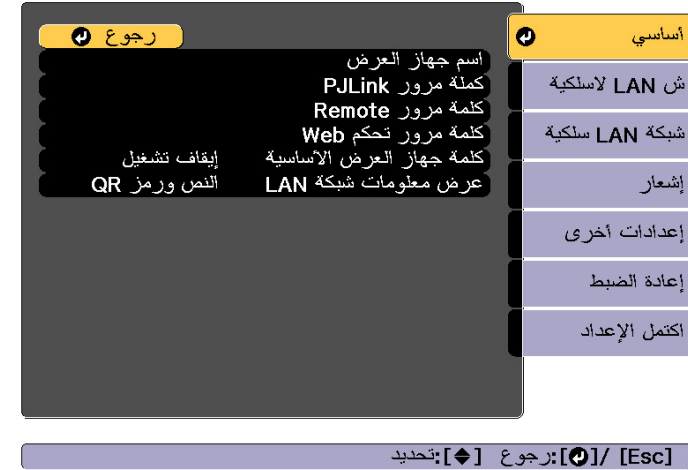 أساسي
ش LAN لاسلكية
شبكة LAN سلكية
إشعار
إعدادات أخرى
إعادة الضبط
اكتمل الإعداد
رجوع
اسم جهاز العرض
كملة مرور PJLink
كلمة مرور Remote
كلمة مرور تحكم Web
كلمة جهاز العرض الأساسية إيقاف تشغيل
عرض معلومات شبكة LAN النص ورمز QR
[Esc] /[]:رجوع []:تحديد